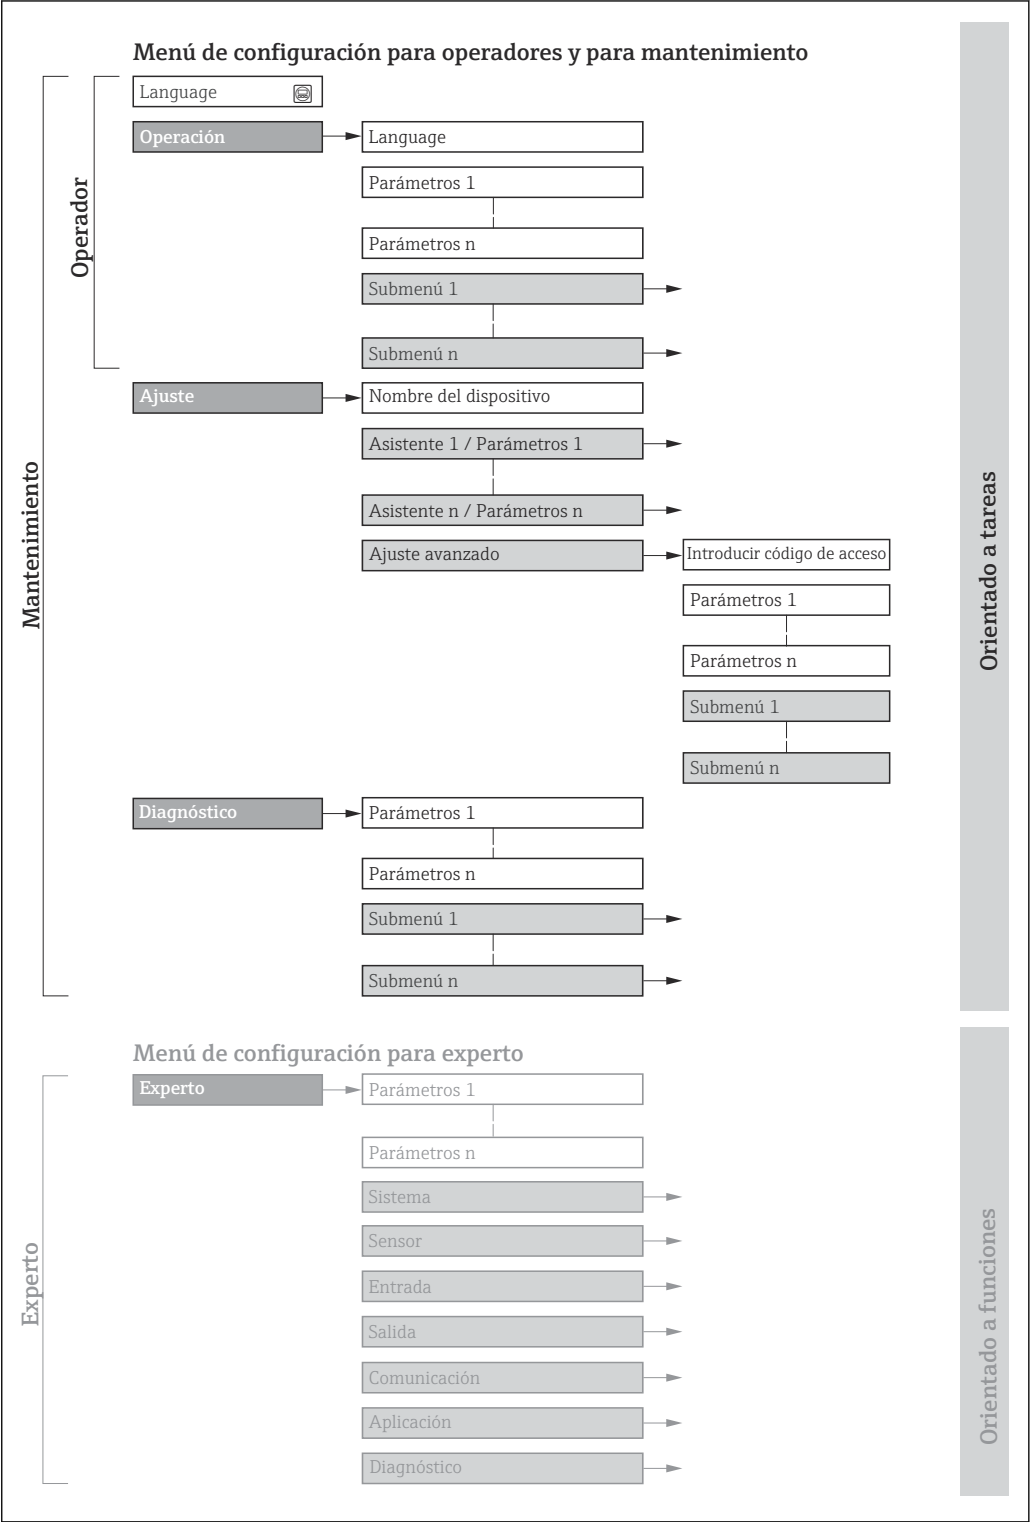 Menú de configuración para operadores y para mantenimiento
Language
Operación
Language
Parámetros 1
Parámetros n
Submenú 1
Submenú n
Operador
Ajuste
Nombre del dispositivo
Asistente 1 / Parámetros 1
Asistente n / Parámetros n
Ajuste avanzado
Introducir código de acceso
Parámetros 1
Parámetros n
Submenú 1
Submenú n
Mantenimiento
Orientado a tareas
Diagnóstico
Parámetros 1
Parámetros n
Submenú 1
Submenú n
Menú de configuración para experto
Experto
Parámetros 1
Parámetros n
Sistema
Sensor
Entrada
Salida
Comunicación
Aplicación
Diagnóstico
Experto
Orientado a funciones